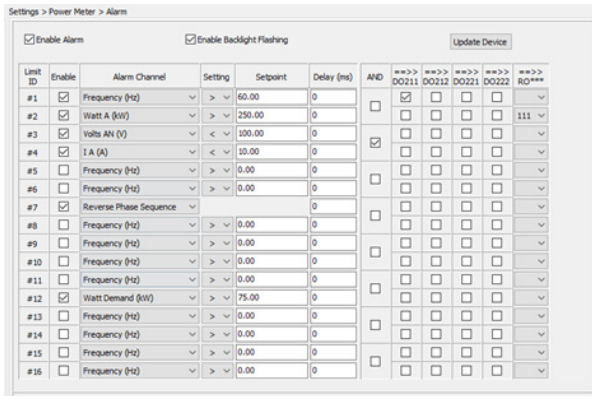 Settings > Power Meter > Alarm
Enable Alarm Enable Backlight Flashing Update Device
Limit ID Enable Alarm Channel Setting Setpoint Delay (ms) AND ==>> DO211 ==>> DO212 ==>> DO221 ==>> DO222 ==>> RO***
#1 Frequency (Hz) > 60.00 0
#2 Watt A (kW) > 250.00 0 111
#3 Volts AN (V) < 100.00 0
#4 I A (A) < 10.00 0
#5 Frequency (Hz) > 0.00 0
#6 Frequency (Hz) > 0.00 0
#7 Reverse Phase Sequence 0
#8 Frequency (Hz) > 0.00 0
#9 Frequency (Hz) > 0.00 0
#10 Frequency (Hz) > 0.00 0
#11 Frequency (Hz) > 0.00 0
#12 Watt Demand (kW) > 75.00 0
#13 Frequency (Hz) > 0.00 0
#14 Frequency (Hz) > 0.00 0
#15 Frequency (Hz) > 0.00 0
#16 Frequency (Hz) > 0.00 0